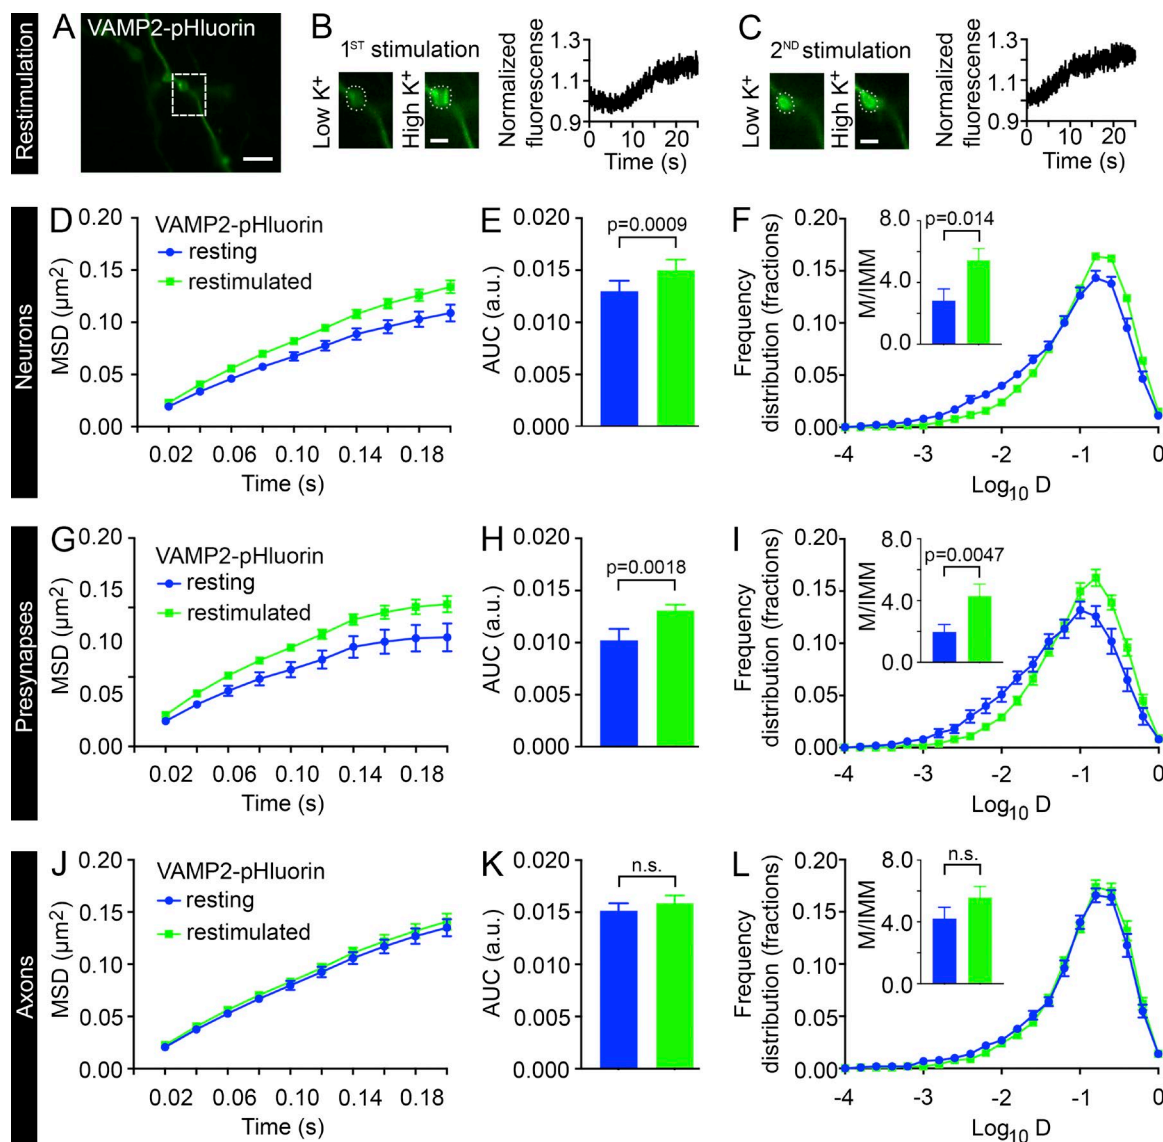 Restimulation
A
VAMP2-pHluorin
B
1ST stimulation
Low K+
High K+
Normalized
fluorescense
1.3
1.1
0.9
0 10 20
Time (s)
C
2ND stimulation
Low K+
High K+
Normalized
fluorescense
1.3
1.1
0.9
0 10 20
Time (s)
Neurons
D
VAMP2-pHluorin
resting
restimulated
MSD (μm2)
0.20
0.15
0.10
0.05
0.00
0.02 0.06 0.10 0.14 0.18
Time (s)
E
p=0.0009
AUC (a.u.)
0.020
0.015
0.010
0.005
0.000
F
Frequency
distribution (fractions)
0.20
0.15
0.10
0.05
0.00
M/IMM
8.0
4.0
0.0
p=0.014
-4 -3 -2 -1 0
Log10 D
Presynapses
G
VAMP2-pHluorin
resting
restimulated
MSD (μm2)
0.20
0.15
0.10
0.05
0.00
0.02 0.06 0.10 0.14 0.18
Time (s)
H
p=0.0018
AUC (a.u.)
0.020
0.015
0.010
0.005
0.000
I
Frequency
distribution (fractions)
0.20
0.15
0.10
0.05
0.00
M/IMM
8.0
4.0
0.0
p=0.0047
-4 -3 -2 -1 0
Log10 D
Axons
J
VAMP2-pHluorin
resting
restimulated
MSD (μm2)
0.20
0.15
0.10
0.05
0.00
0.02 0.06 0.10 0.14 0.18
Time (s)
K
n.s.
AUC (a.u.)
0.020
0.015
0.010
0.005
0.000
L
Frequency
distribution (fractions)
0.20
0.15
0.10
0.05
0.00
M/IMM
8.0
4.0
0.0
n.s.
-4 -3 -2 -1 0
Log10 D